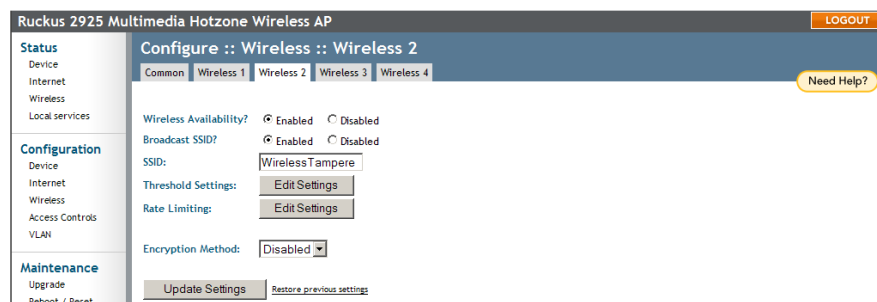 Ruckus 2925 Multimedia Hotzone Wireless AP
LOGOUT
Status
Device
Internet
Wireless
Local services
Configuration
Device
Internet
Wireless
Access Controls
VLAN
Maintenance
Upgrade
Reboot / Reset
Configure :: Wireless :: Wireless 2
Common Wireless 1 Wireless 2 Wireless 3 Wireless 4
Need Help?
Wireless Availability? Enabled Disabled
Broadcast SSID? Enabled Disabled
SSID: WirelessTampere
Threshold Settings: Edit Settings
Rate Limiting: Edit Settings
Encryption Method: Disabled
Update Settings Restore previous settings